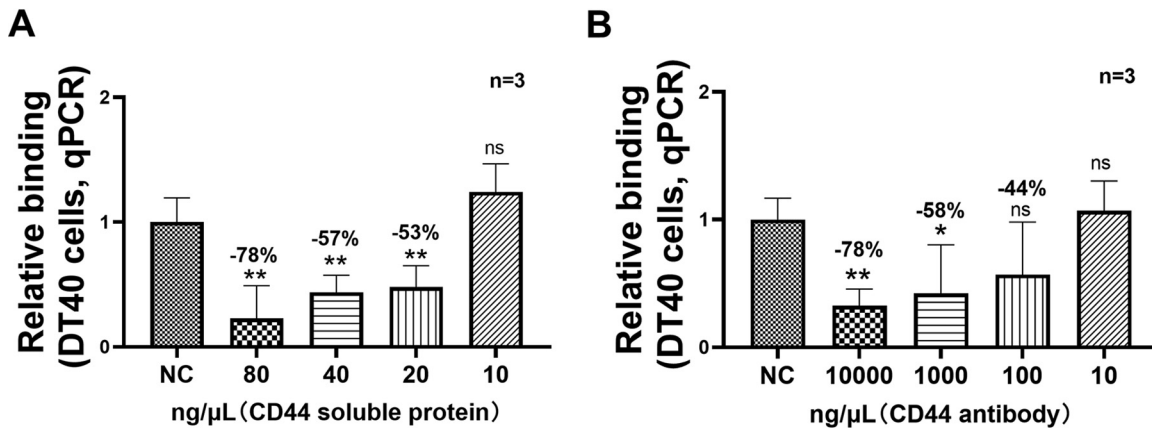 A
Relative binding
(DT40 cells, qPCR)
n=3
2
1
0
-78%
**
-57%
**
-53%
**
ns
NC 80 40 20 10
ng/μL（CD44 soluble protein）
B
Relative binding
(DT40 cells, qPCR)
n=3
2
1
0
-78%
**
-58%
*
-44%
ns
ns
NC 10000 1000 100 10
ng/μL（CD44 antibody）